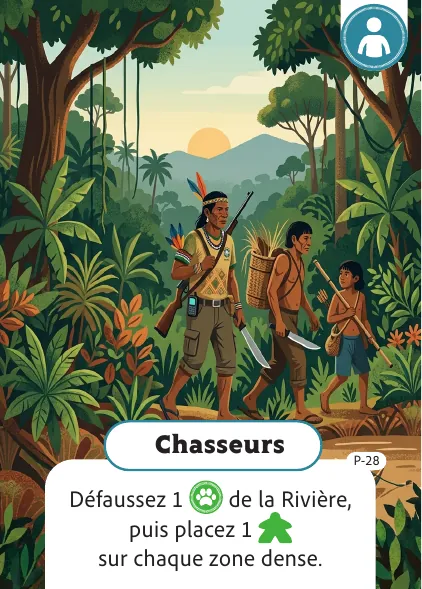 Chasseurs
P-28
Défaussez 1 de la Rivière,
puis placez 1
sur chaque zone dense.